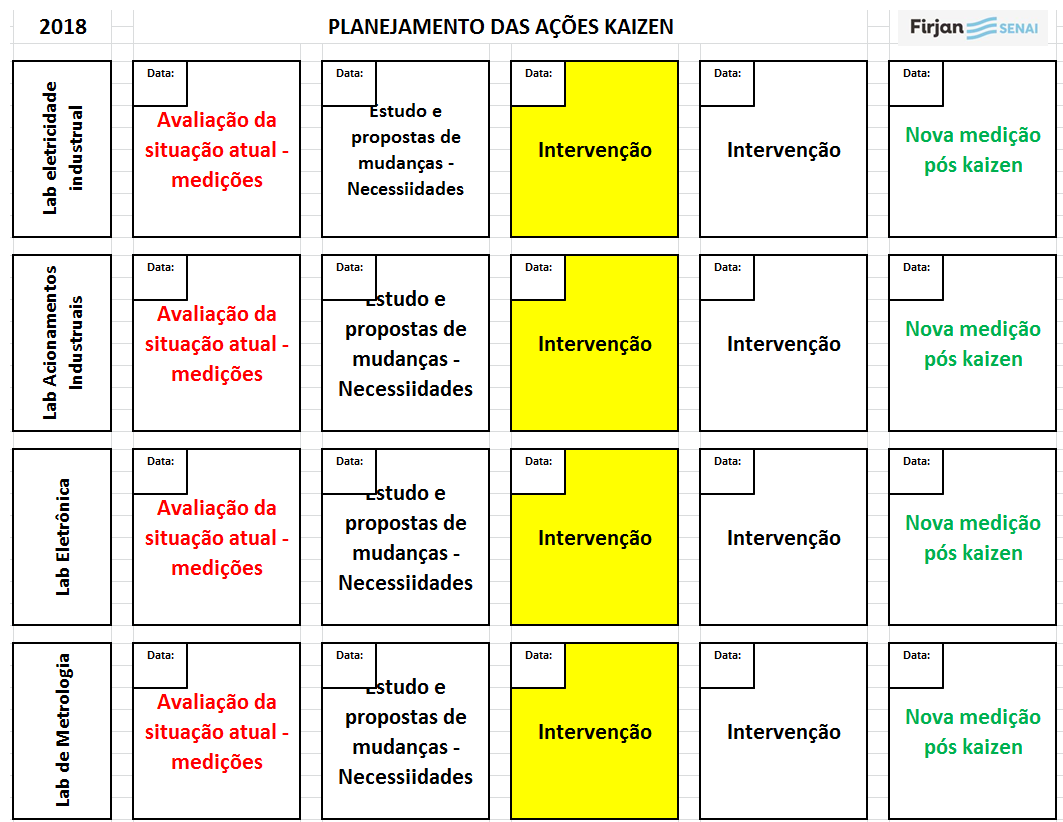 2018
PLANEJAMENTO DAS AÇÕES KAIZEN
Firjan SENAI
Lab eletricidade
industrual
Data:
Avaliação da
situação atual -
medições
Data:
Estudo e
propostas de
mudanças -
Necessiidades
Data:
Intervenção
Data:
Intervenção
Data:
Nova medição
pós kaizen
Lab Acionamentos
Industruais
Data:
Avaliação da
situação atual -
medições
Data:
Estudo e
propostas de
mudanças -
Necessiidades
Data:
Intervenção
Data:
Intervenção
Data:
Nova medição
pós kaizen
Lab Eletrônica
Data:
Avaliação da
situação atual -
medições
Data:
Estudo e
propostas de
mudanças -
Necessiidades
Data:
Intervenção
Data:
Intervenção
Data:
Nova medição
pós kaizen
Lab de Metrologia
Data:
Avaliação da
situação atual -
medições
Data:
Estudo e
propostas de
mudanças -
Necessiidades
Data:
Intervenção
Data:
Intervenção
Data:
Nova medição
pós kaizen